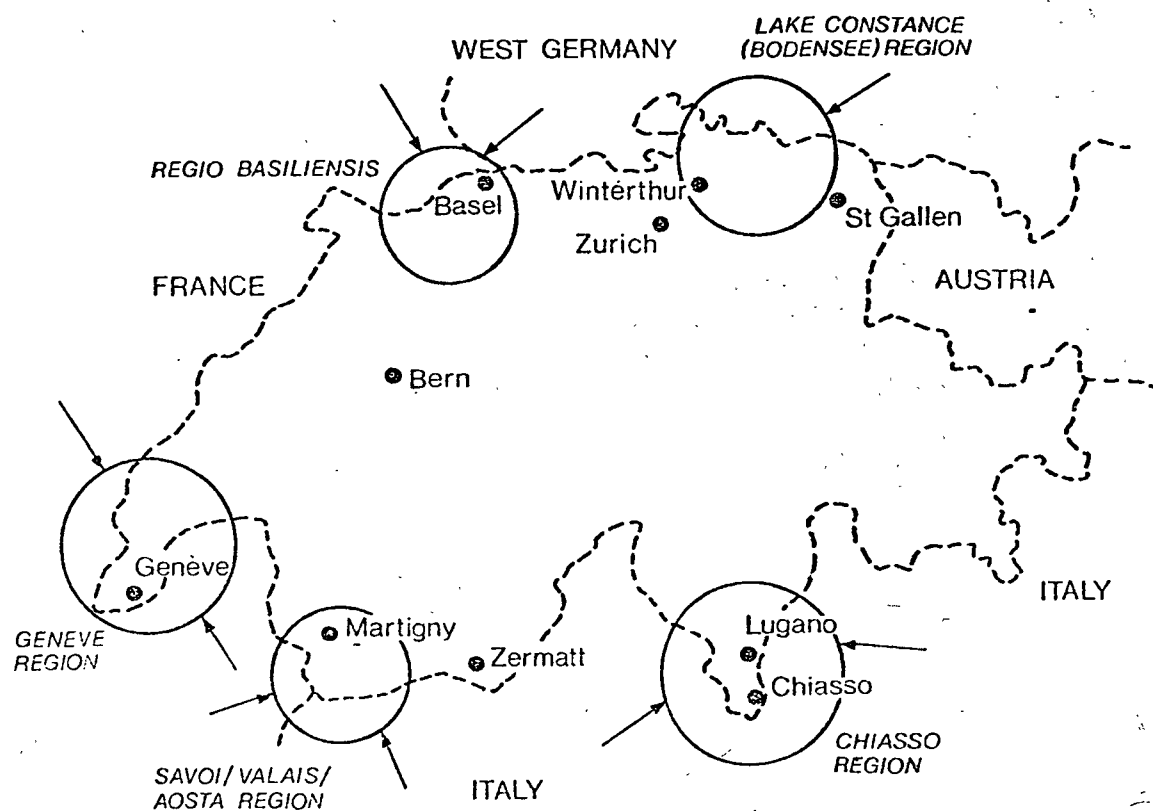 LAKE CONSTANCE
(BODENSEE) REGION
WEST GERMANY
REGIO BASILIENSIS
Basel
Wintérthur
Zurich
St Gallen
FRANCE
AUSTRIA
Bern
Genève
GENEVE
REGION
Martigny
Zermatt
Lugano
Chiasso
ITALY
CHIASSO
REGION
SAVOI/VALAIS/
AOSTA REGION
ITALY